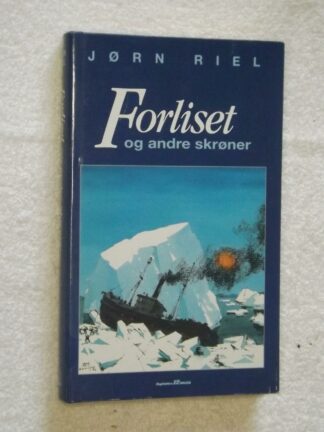 JØRN RIEL
Forliset
og andre skrøner